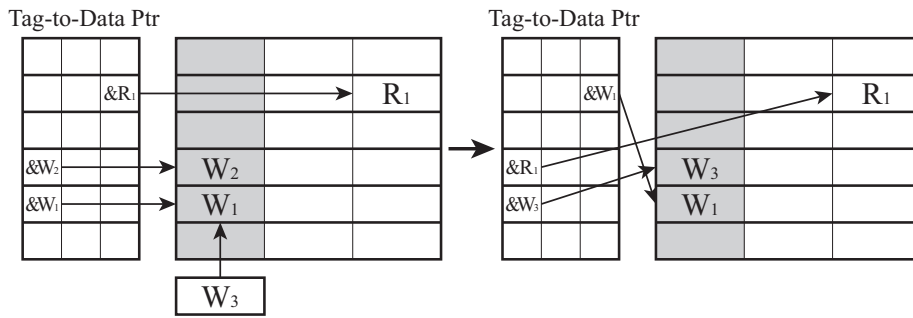 Tag-to-Data Ptr
&R₁ R₁
&W₂ W₂
&W₁ W₁
W₃
Tag-to-Data Ptr
&W₁ R₁
&R₁ W₃
&W₃ W₁